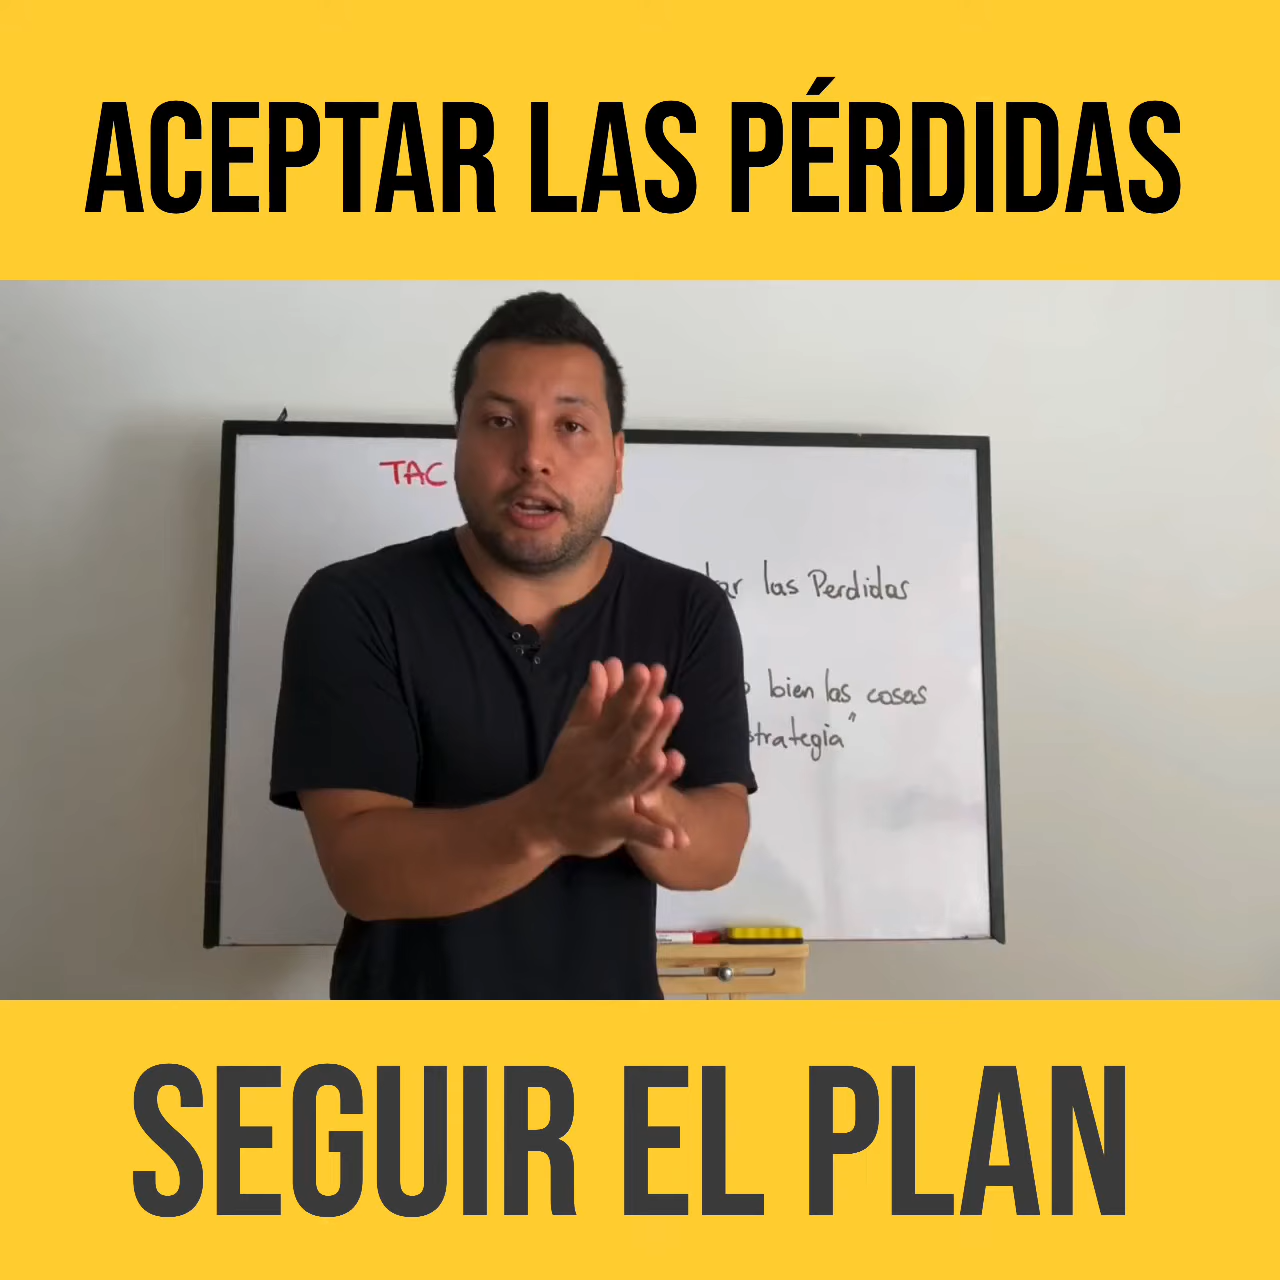 ACEPTAR LAS PÉRDIDAS
TAC
las Perdidas
bien las cosas
SEGUIR EL PLAN